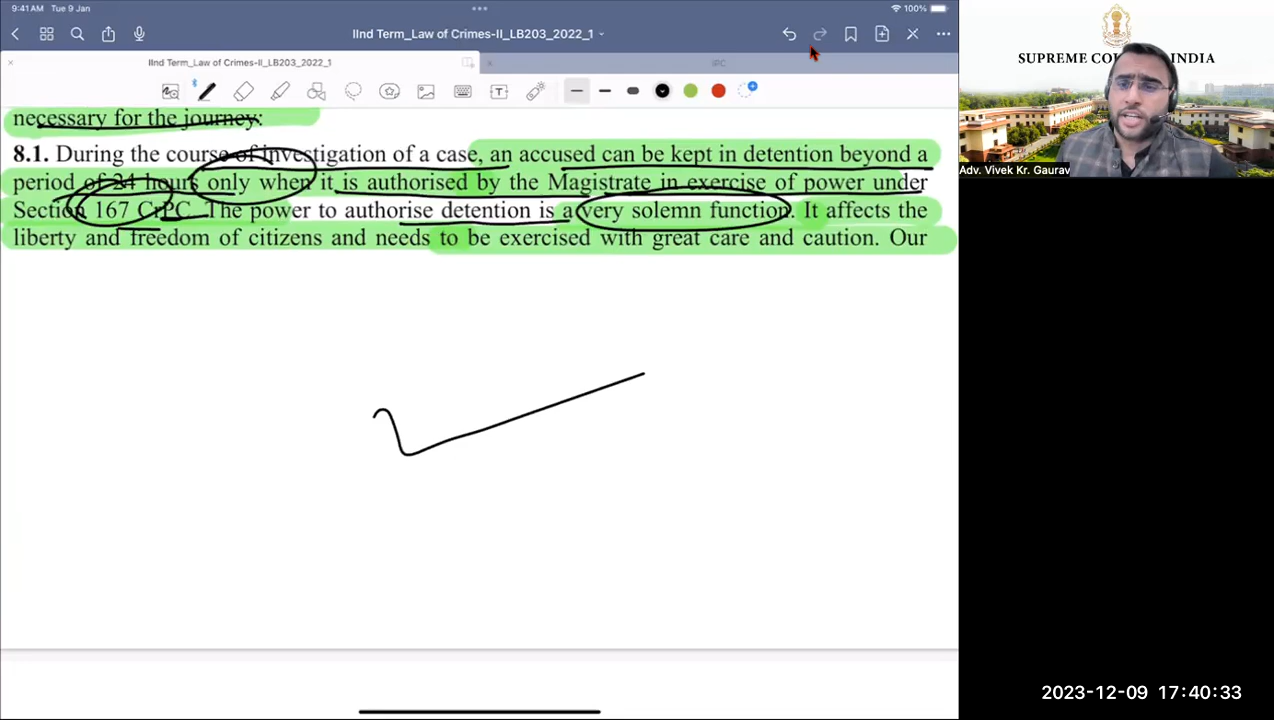 9:41 AM Tue 9 Jan
100%
IInd Term_Law of Crimes-II_LB203_2022_1
IInd Term_Law of Crimes-II_LB203_2022_1
IPC
T
necessary for the journey:
8.1. During the course of investigation of a case, an accused can be kept in detention beyond a
period of 24 hours only when it is authorised by the Magistrate in exercise of power under
Section 167 CrPC. The power to authorise detention is a very solemn function. It affects the
liberty and freedom of citizens and needs to be exercised with great care and caution. Our
SUPREME INDIA
Adv. Vivek Kr. Gaurav
2023-12-09 17:40:33